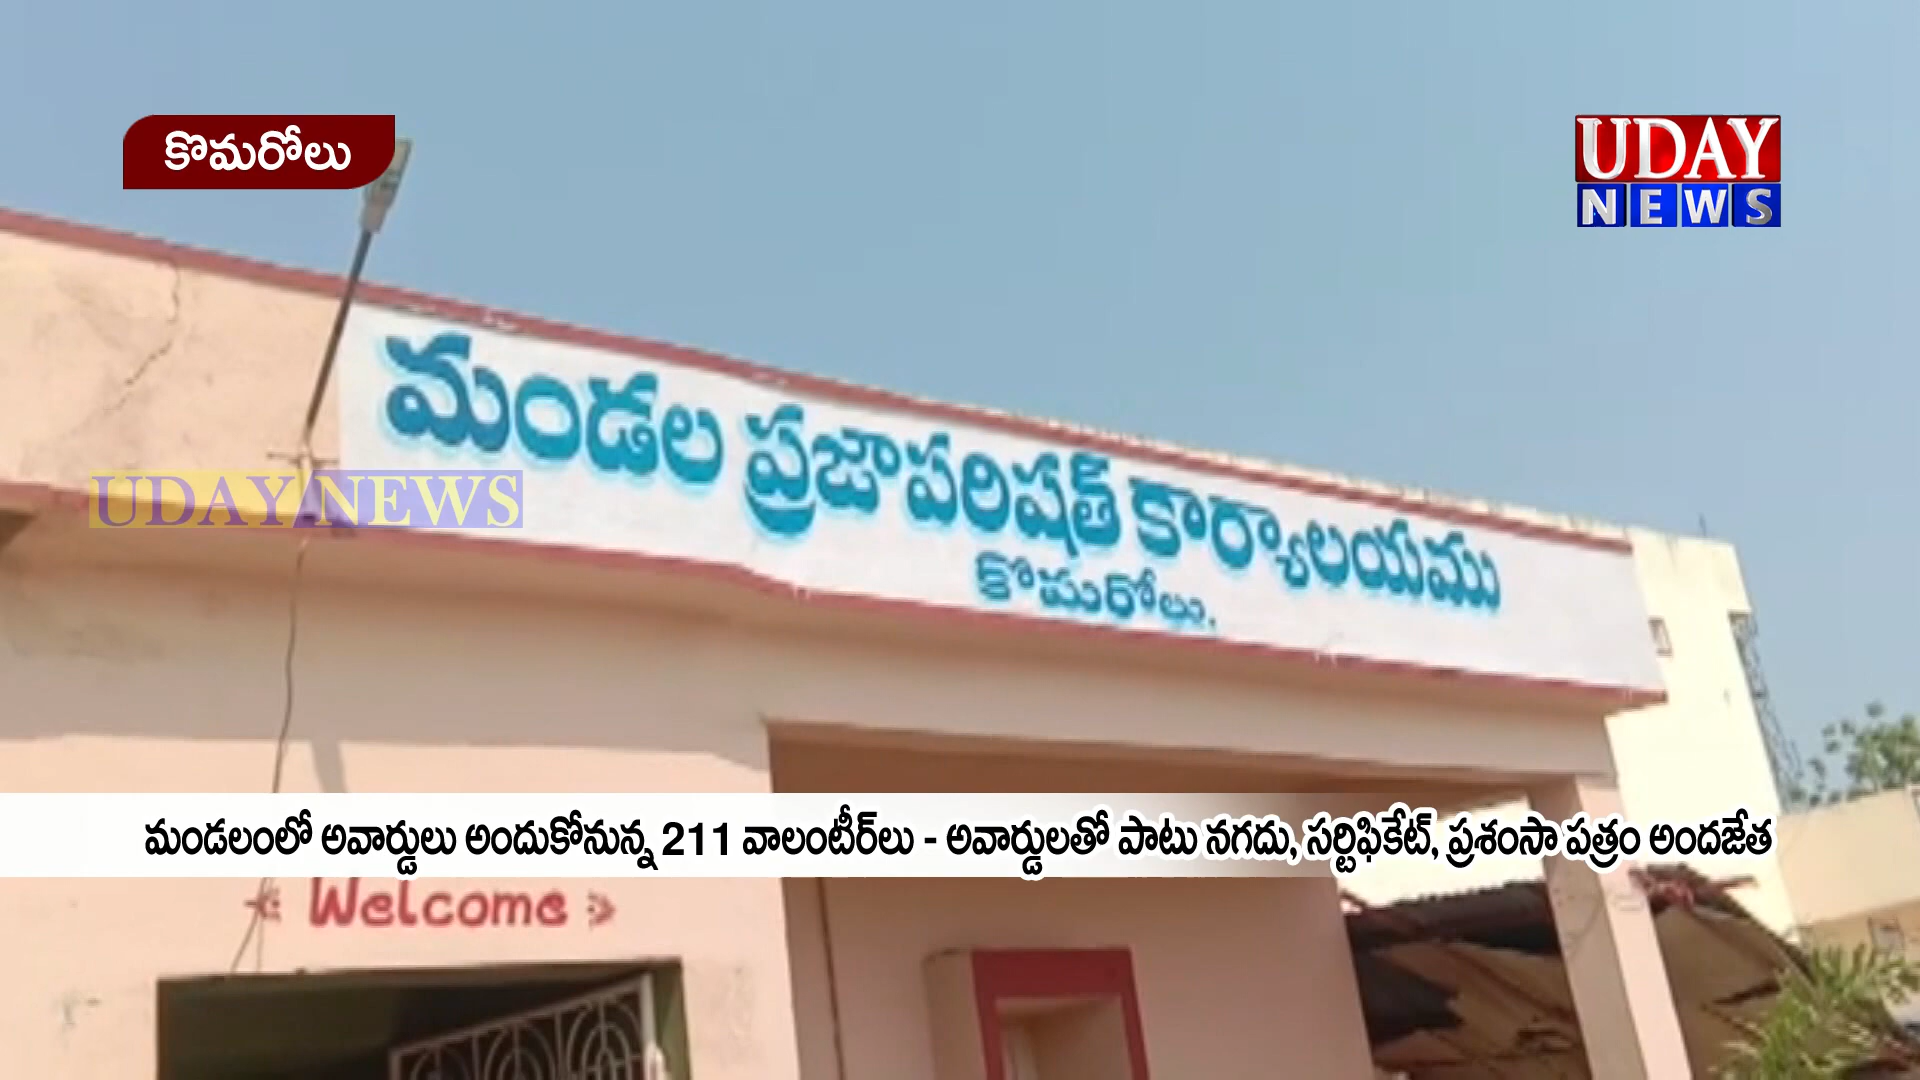 కొమరోలు
UDAY
NEWS
మండల ప్రజాపరిషత్ కార్యాలయము
కొమరోలు.
UDAY NEWS
మండలంలో అవార్డులు అందుకోనున్న 211 వాలంటీర్‌లు - అవార్డులతో పాటు నగదు, సర్టిఫికేట్, ప్రశంసా పత్రం అందజేత
Welcome